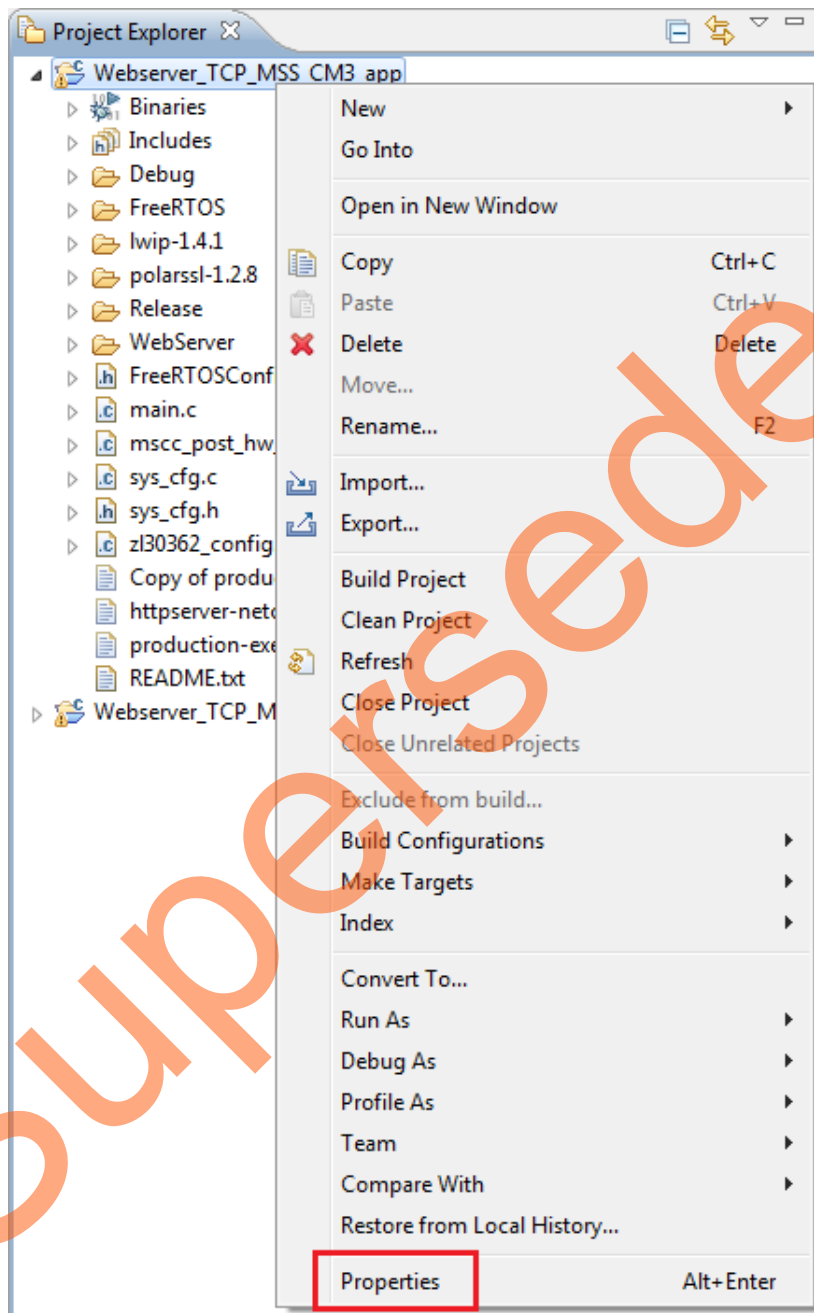 Project Explorer
Webserver_TCP_MSS_CM3_app
Binaries
Includes
Debug
FreeRTOS
lwip-1.4.1
polarssl-1.2.8
Release
WebServer
FreeRTOSConf
main.c
mscc_post_hw_
sys_cfg.c
sys_cfg.h
zl30362_config
Copy of produ
httpserver-netc
production-exe
README.txt
Webserver_TCP_M
New
Go Into
Open in New Window
Copy Ctrl+C
Paste Ctrl+V
Delete Delete
Move...
Rename... F2
Import...
Export...
Build Project
Clean Project
Refresh
Close Project
Close Unrelated Projects
Exclude from build...
Build Configurations
Make Targets
Index
Convert To...
Run As
Debug As
Profile As
Team
Compare With
Restore from Local History...
Properties Alt+Enter
Supersede